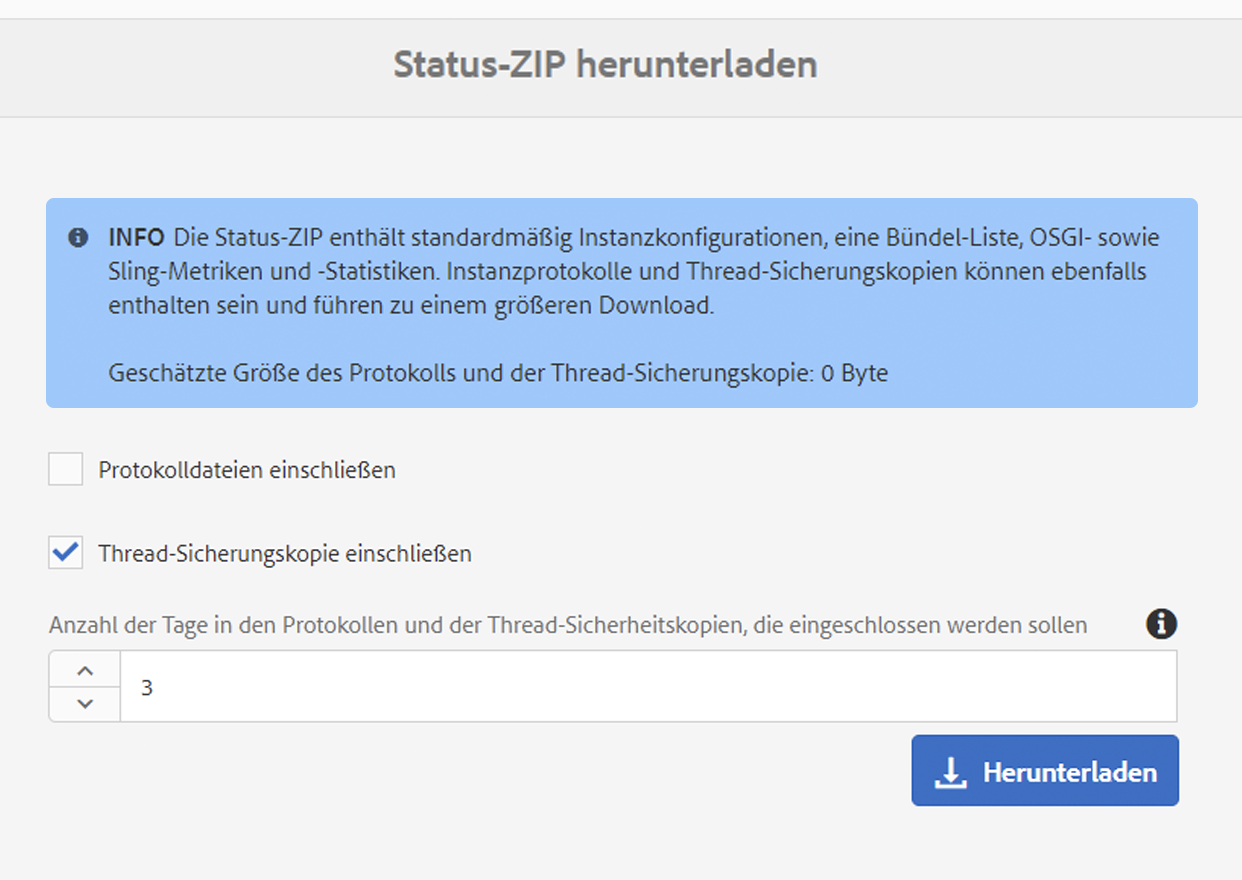 Status-ZIP herunterladen
INFO Die Status-ZIP enthält standardmäßig Instanzkonfigurationen, eine Bündel-Liste, OSGI- sowie
Sling-Metriken und -Statistiken. Instanzprotokolle und Thread-Sicherungskopien können ebenfalls
enthalten sein und führen zu einem größeren Download.
Geschätzte Größe des Protokolls und der Thread-Sicherungskopie: 0 Byte
Protokolldateien einschließen
Thread-Sicherungskopie einschließen
Anzahl der Tage in den Protokollen und der Thread-Sicherheitskopien, die eingeschlossen werden sollen
3
Herunterladen